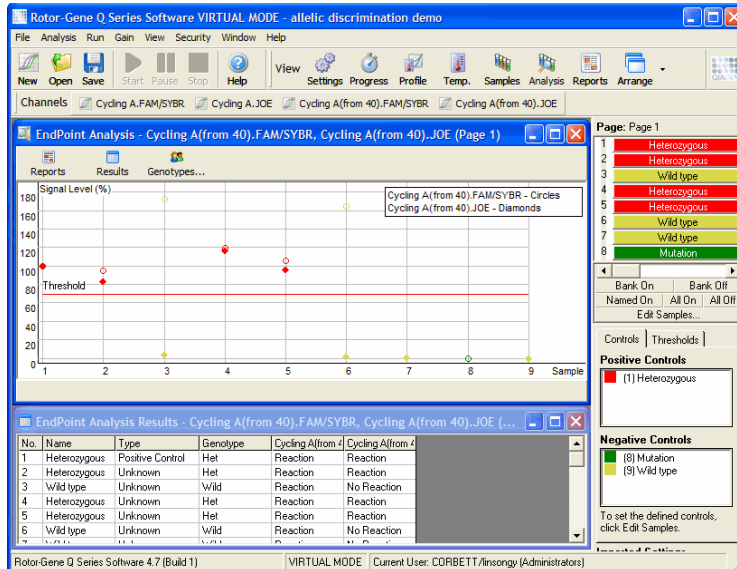 Rotor-Gene Q Series Software VIRTUAL MODE - allelic discrimination demo
File Analysis Run Gain View Security Window Help
New Open Save Start Pause Stop Help View Settings Progress Profile Temp. Samples Analysis Reports Arrange
Channels Cycling A.FAM/SYBR Cycling A.JOE Cycling A(from 40).FAM/SYBR Cycling A(from 40).JOE
EndPoint Analysis - Cycling A(from 40).FAM/SYBR, Cycling A(from 40).JOE (Page 1)
Reports Results Genotypes...
Signal Level (%)
Cycling A(from 40).FAM/SYBR - Circles
Cycling A(from 40).JOE - Diamonds
180
160
140
120
100
80
Threshold
60
40
20
0
1 2 3 4 5 6 7 8 9 Sample
Page: Page 1
1 Heterozygous
2 Heterozygous
3 Wild type
4 Heterozygous
5 Heterozygous
6 Wild type
7 Wild type
8 Mutation
Bank On Bank Off
Named On All On All Off
Edit Samples...
Controls Thresholds
Positive Controls
(1) Heterozygous
Negative Controls
(8) Mutation
(9) Wild type
To set the defined controls,
click Edit Samples.
Imported Settings
EndPoint Analysis Results - Cycling A(from 40).FAM/SYBR, Cycling A(from 40).JOE (...
No. Name Type Genotype Cycling A(from 4 Cycling A(from 4
1 Heterozygous Positive Control Het Reaction Reaction
2 Heterozygous Unknown Het Reaction Reaction
3 Wild type Unknown Wild Reaction No Reaction
4 Heterozygous Unknown Het Reaction Reaction
5 Heterozygous Unknown Het Reaction Reaction
6 Wild type Unknown Wild Reaction No Reaction
Rotor-Gene Q Series Software 4.7 (Build 1) VIRTUAL MODE Current User: CORBETT/linsongy (Administrators)